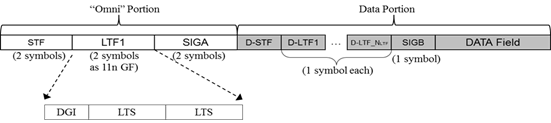 “Omni” Portion
Data Portion
STF
LTF1
SIGA
D-STF
D-LTF1
...
D-LTF_NLTF
SIGB
DATA Field
(2 symbols)
(2 symbols
as 11n GF)
(2 symbols)
(1 symbol each)
(1 symbol)
DGI
LTS
LTS